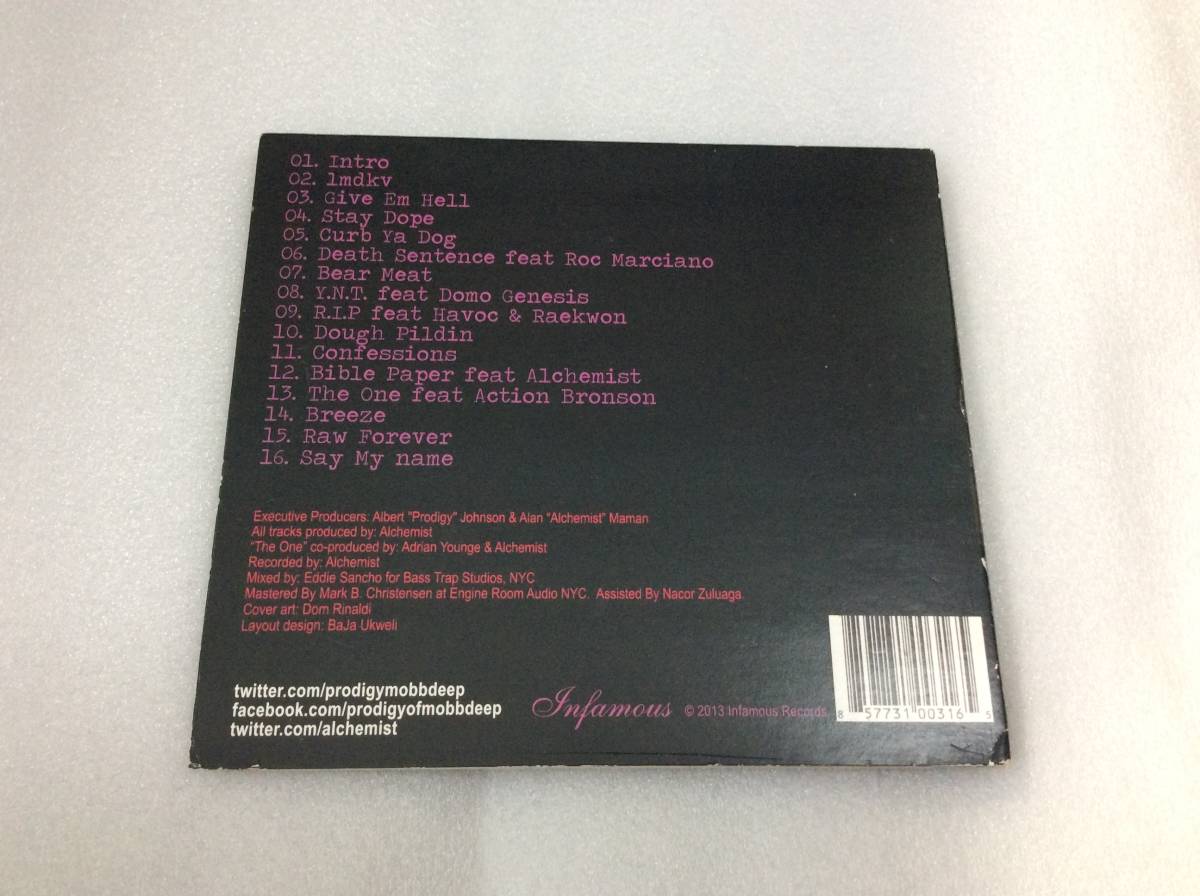 01. Intro
02. 1mdkv
03. Give Em Hell
04. Stay Dope
05. Curb Ya Dog
06. Death Sentence feat Roc Marciano
07. Bear Meat
08. Y.N.T. feat Domo Genesis
09. R.I.P feat Havoc & Raekwon
10. Dough Pildin
11. Confessions
12. Bible Paper feat Alchemist
13. The One feat Action Bronson
14. Breeze
15. Raw Forever
16. Say My name
Executive Producers: Albert "Prodigy" Johnson & Alan "Alchemist" Maman
All tracks produced by: Alchemist
"The One" co-produced by: Adrian Younge & Alchemist
Recorded by: Alchemist
Mixed by: Eddie Sancho for Bass Trap Studios, NYC
Mastered By Mark B. Christensen at Engine Room Audio NYC. Assisted By Nacor Zuluaga.
Cover art: Dom Rinaldi
Layout design: BaJa Ukweli
twitter.com/prodigymobbdeep
facebook.com/prodigyofmobbdeep
twitter.com/alchemist
Infamous © 2013 Infamous Records.
8 57731 00316 5